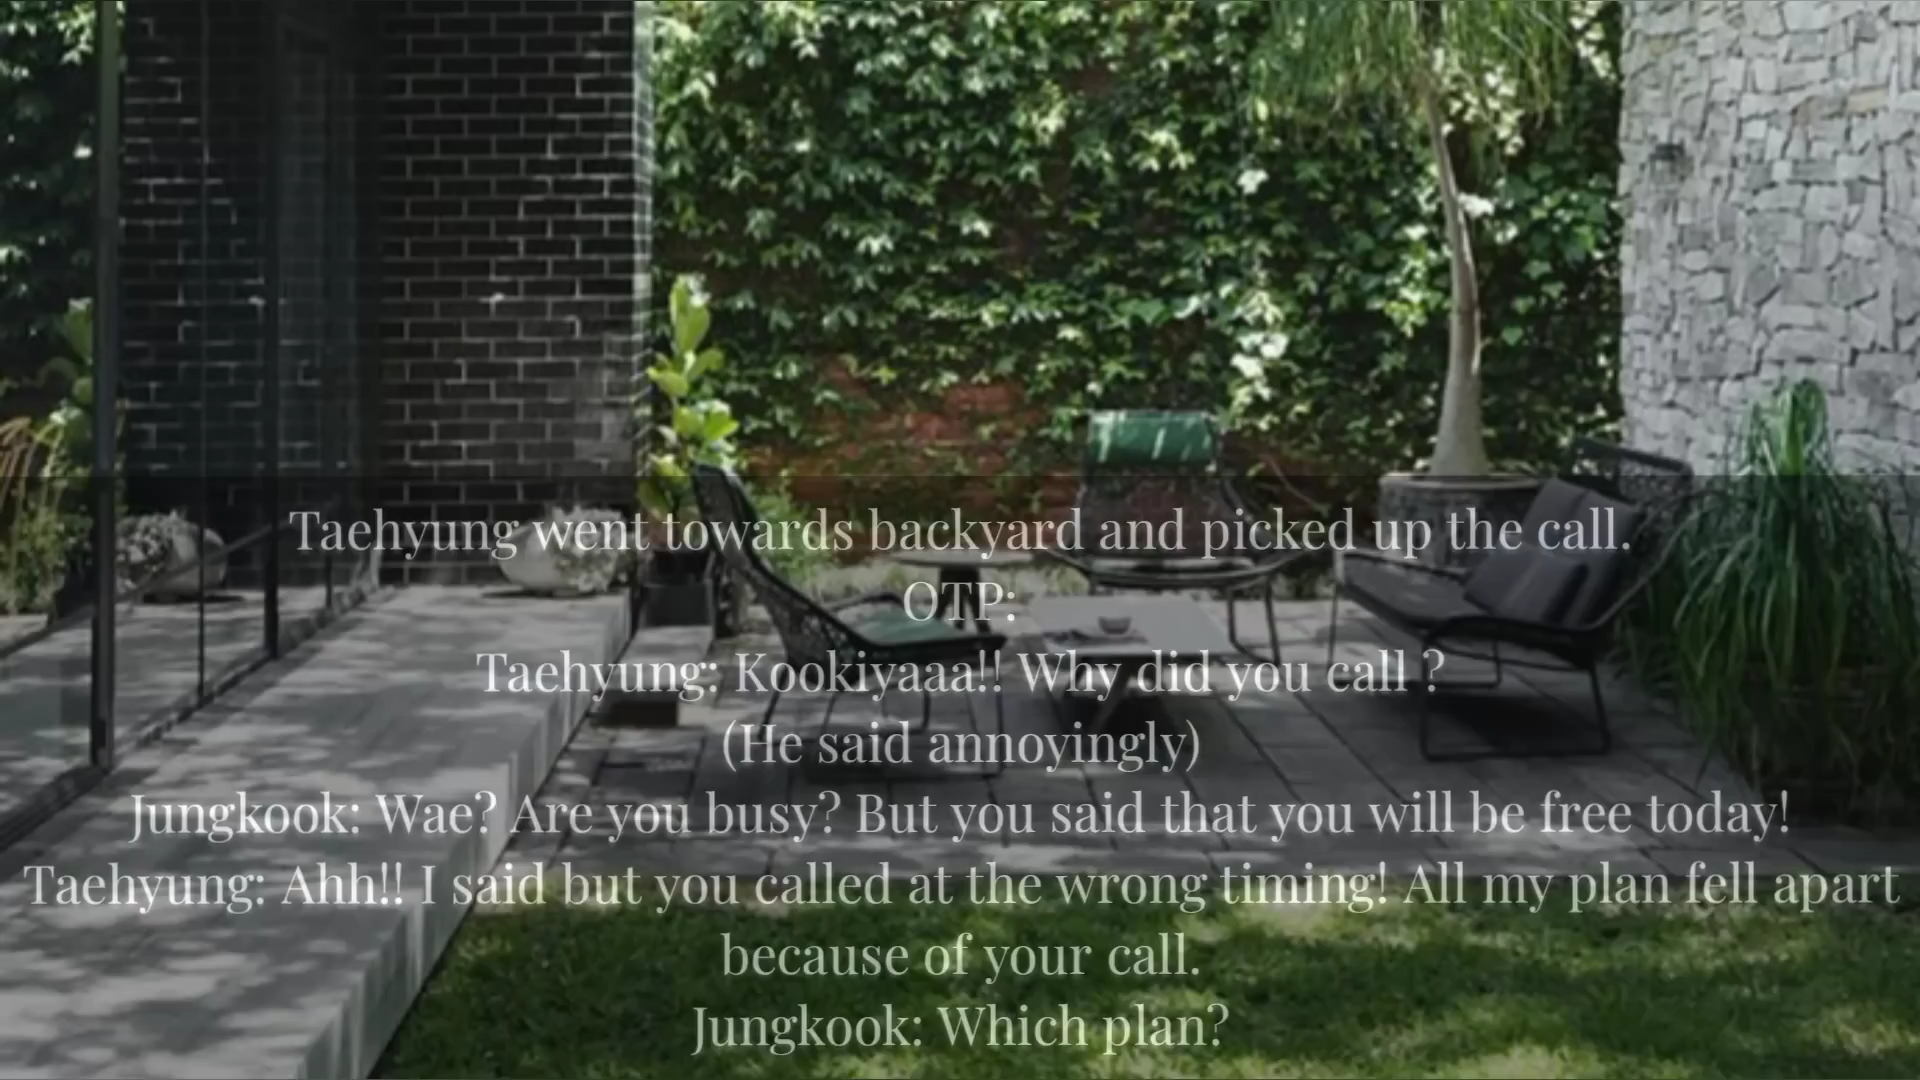 Taehyung went towards backyard and picked up the call.
OTP:
Taehyung: Kookiyaaa!! Why did you call ?
(He said annoyingly)
Jungkook: Wae? Are you busy? But you said that you will be free today!
Taehyung: Ahh!! I said but you called at the wrong timing! All my plan fell apart
because of your call.
Jungkook: Which plan?